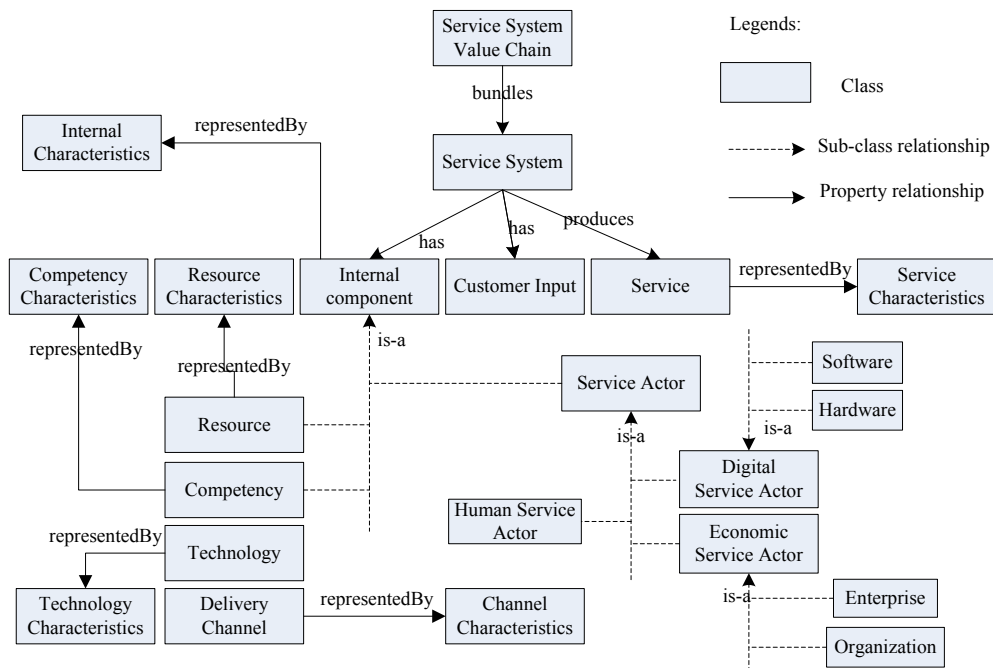 Service System
Value Chain
Legends:
Class
bundles
representedBy
Internal
Characteristics
Service System
Sub-class relationship
Property relationship
has
has
produces
Competency
Characteristics
Resource
Characteristics
Internal
component
Customer Input
Service
representedBy
Service
Characteristics
representedBy
is-a
representedBy
Software
Service Actor
Hardware
Resource
is-a
is-a
Competency
Digital
Service Actor
Human Service
Actor
representedBy
Technology
Economic
Service Actor
Technology
Characteristics
Delivery
Channel
representedBy
Channel
Characteristics
is-a
Enterprise
Organization